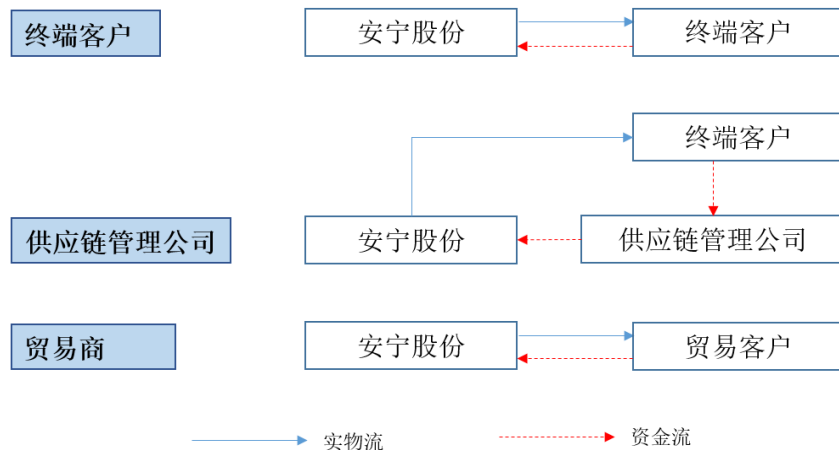 终端客户
安宁股份
终端客户
终端客户
供应链管理公司
安宁股份
供应链管理公司
贸易商
安宁股份
贸易客户
实物流
资金流